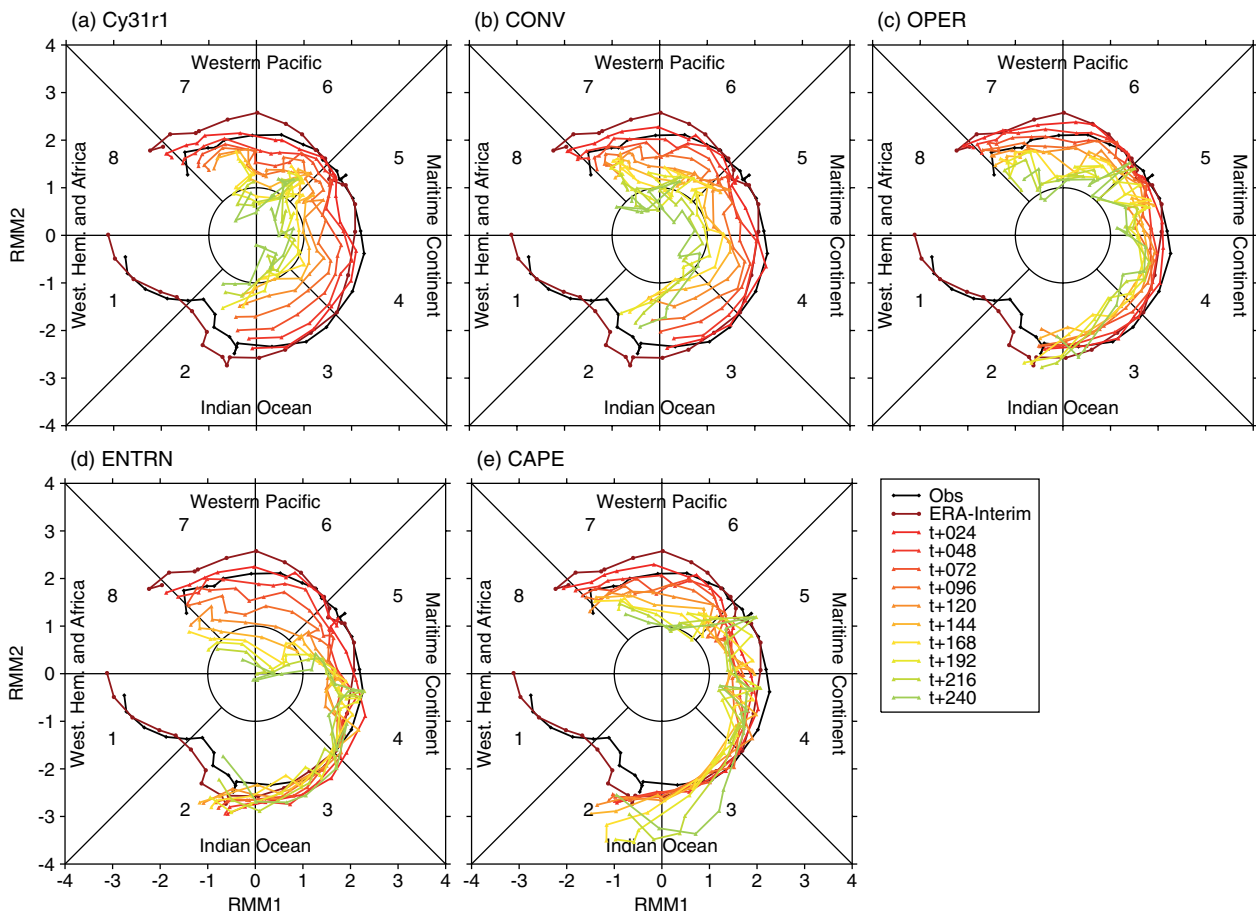 (a) Cy31r1
(b) CONV
(c) OPER
4
3
2
1
0
-1
-2
-3
-4
RMM2
Western Pacific
7
6
8
5
West. Hem. and Africa
Maritime Continent
1
4
2
3
Indian Ocean
Western Pacific
7
6
8
5
West. Hem. and Africa
Maritime Continent
1
4
2
3
Indian Ocean
Western Pacific
7
6
8
5
West. Hem. and Africa
Maritime Continent
1
4
2
3
Indian Ocean
(d) ENTRN
(e) CAPE
4
3
2
1
0
-1
-2
-3
-4
RMM2
Western Pacific
7
6
8
5
West. Hem. and Africa
Maritime Continent
1
4
2
3
Indian Ocean
-4 -3 -2 -1 0 1 2 3 4
RMM1
Western Pacific
7
6
8
5
West. Hem. and Africa
Maritime Continent
1
4
2
3
Indian Ocean
-4 -3 -2 -1 0 1 2 3 4
RMM1
Obs
ERA-Interim
t+024
t+048
t+072
t+096
t+120
t+144
t+168
t+192
t+216
t+240